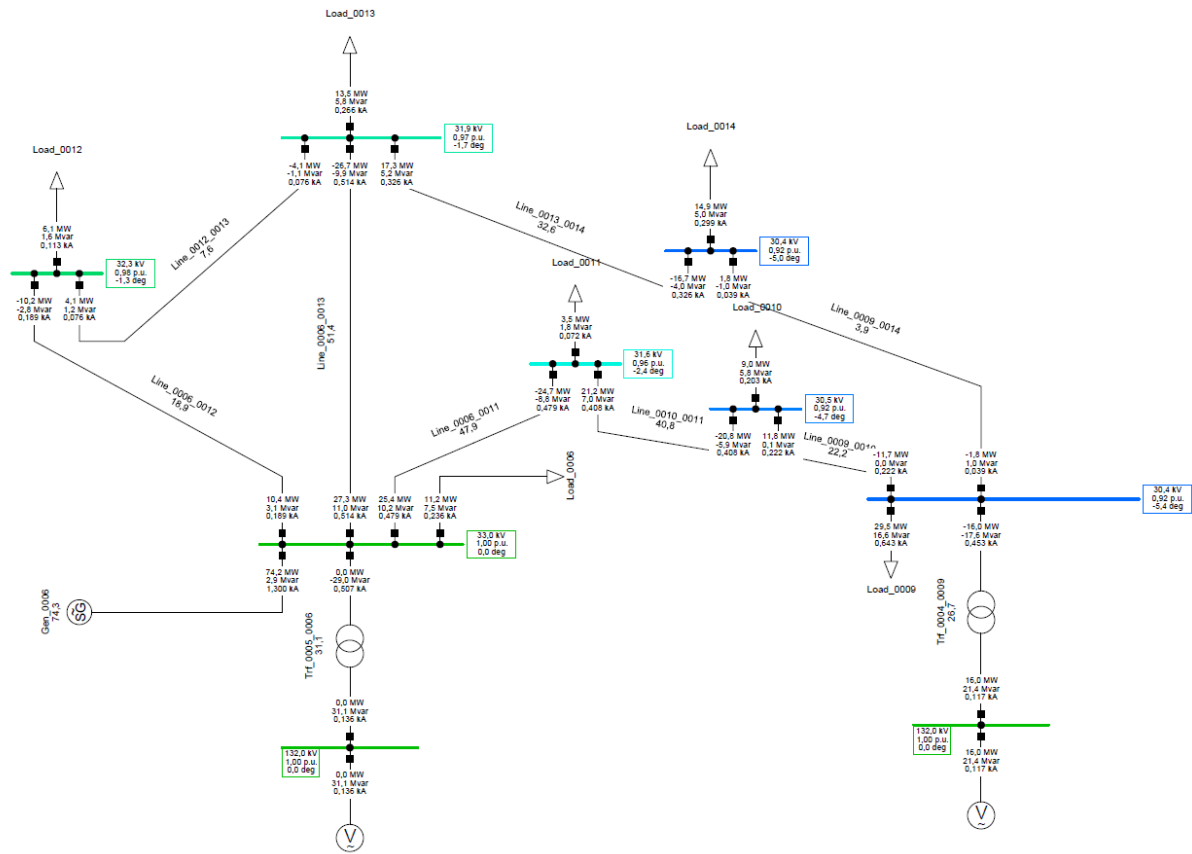 Load_0013
13,5 MW
5,8 Mvar
0,266 kA
31,9 kV
0,97 p.u.
-1,7 deg
-4,1 MW
-1,1 Mvar
0,076 kA
-26,7 MW
-9,9 Mvar
0,514 kA
17,3 MW
5,2 Mvar
0,326 kA
Load_0014
14,9 MW
5,0 Mvar
0,299 kA
30,4 kV
0,92 p.u.
-5,0 deg
-16,7 MW
-4,0 Mvar
0,326 kA
1,8 MW
-1,0 Mvar
0,039 kA
Load_0012
6,1 MW
1,6 Mvar
0,113 kA
32,3 kV
0,98 p.u.
-1,3 deg
-10,2 MW
-2,8 Mvar
0,189 kA
4,1 MW
1,2 Mvar
0,076 kA
Line_0012_0013
7,6
Line_0006_0013
51,4
Line_0013_0014
32,6
Load_0011
3,5 MW
1,8 Mvar
0,072 kA
31,6 kV
0,96 p.u.
-2,4 deg
-24,7 MW
-8,8 Mvar
0,479 kA
21,2 MW
7,0 Mvar
0,408 kA
Load_0010
9,0 MW
5,8 Mvar
0,203 kA
30,5 kV
0,92 p.u.
-4,7 deg
-20,8 MW
-5,9 Mvar
0,408 kA
11,8 MW
0,1 Mvar
0,222 kA
Line_0009_0014
3,9
Line_0006_0012
18,9
Line_0006_0011
47,9
Line_0010_0011
40,8
Line_0009_0010
22,2
-11,7 MW
0,0 Mvar
0,222 kA
-1,8 MW
1,0 Mvar
0,039 kA
30,4 kV
0,92 p.u.
-5,4 deg
29,5 MW
16,6 Mvar
0,643 kA
-16,0 MW
-17,6 Mvar
0,453 kA
Load_0009
10,4 MW
3,1 Mvar
0,189 kA
27,3 MW
11,0 Mvar
0,514 kA
25,4 MW
10,2 Mvar
0,479 kA
11,2 MW
7,5 Mvar
0,236 kA
Load_0006
33,0 kV
1,00 p.u.
0,0 deg
74,2 MW
2,9 Mvar
1,300 kA
0,0 MW
-29,0 Mvar
0,507 kA
Gen_0006
74,3
SG
~
Trf_0005_0006
31,1
Trf_0004_0009
26,7
0,0 MW
31,1 Mvar
0,136 kA
132,0 kV
1,00 p.u.
0,0 deg
0,0 MW
31,1 Mvar
0,136 kA
V
~
16,0 MW
21,4 Mvar
0,117 kA
132,0 kV
1,00 p.u.
0,0 deg
16,0 MW
21,4 Mvar
0,117 kA
V
~